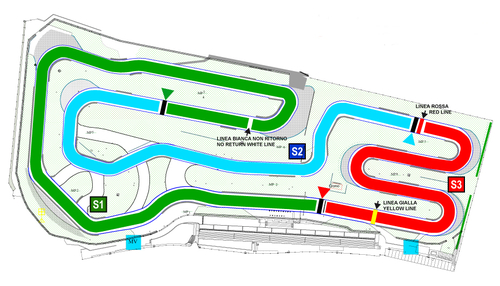 LINEA ROSSA
RED LINE
LINEA BIANCA NON RITORNO
NO RETURN WHITE LINE
S2
S3
S1
LINEA GIALLA
YELLOW LINE
MV